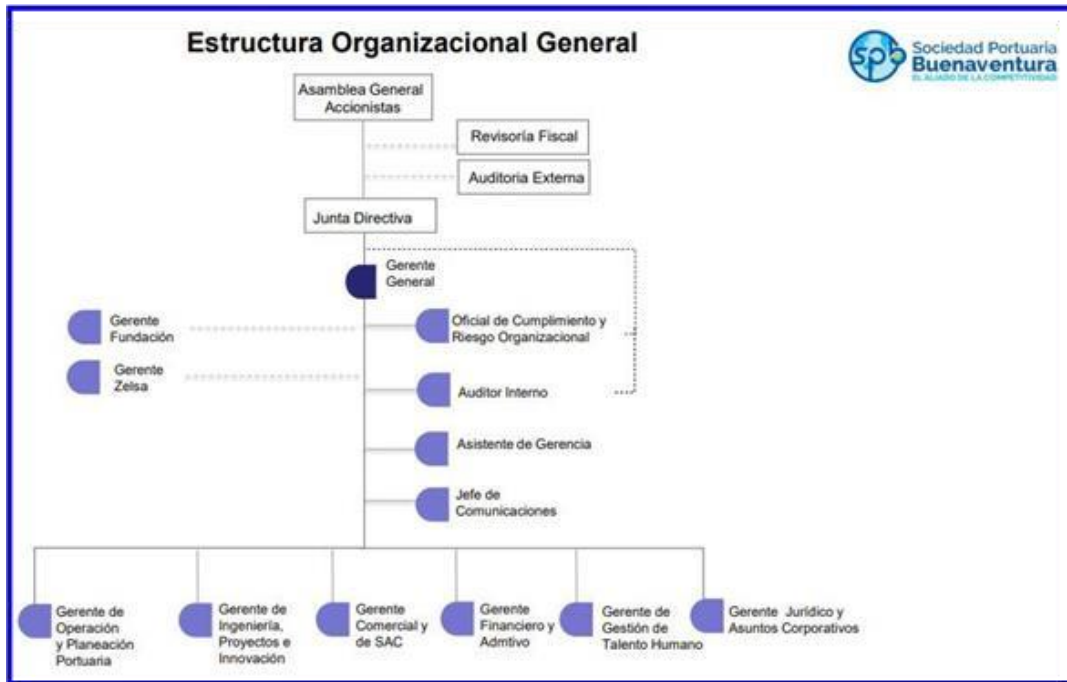 Estructura Organizacional General
spb
Sociedad Portuaria
Buenaventura
EL ALIADO DE LA COMPETITIVIDAD
Asamblea General
Accionistas
Revisoría Fiscal
Auditoria Externa
Junta Directiva
Gerente
General
Gerente
Fundación
Oficial de Cumplimiento y
Riesgo Organizacional
Gerente
Zelsa
Auditor Interno
Asistente de Gerencia
Jefe de
Comunicaciones
Gerente de
Operación
y Planeación
Portuaria
Gerente de
Ingeniería,
Proyectos e
Innovación
Gerente
Comercial y
de SAC
Gerente
Financiero y
Admtivo
Gerente de
Gestión de
Talento Humano
Gerente Jurídico y
Asuntos Corporativos